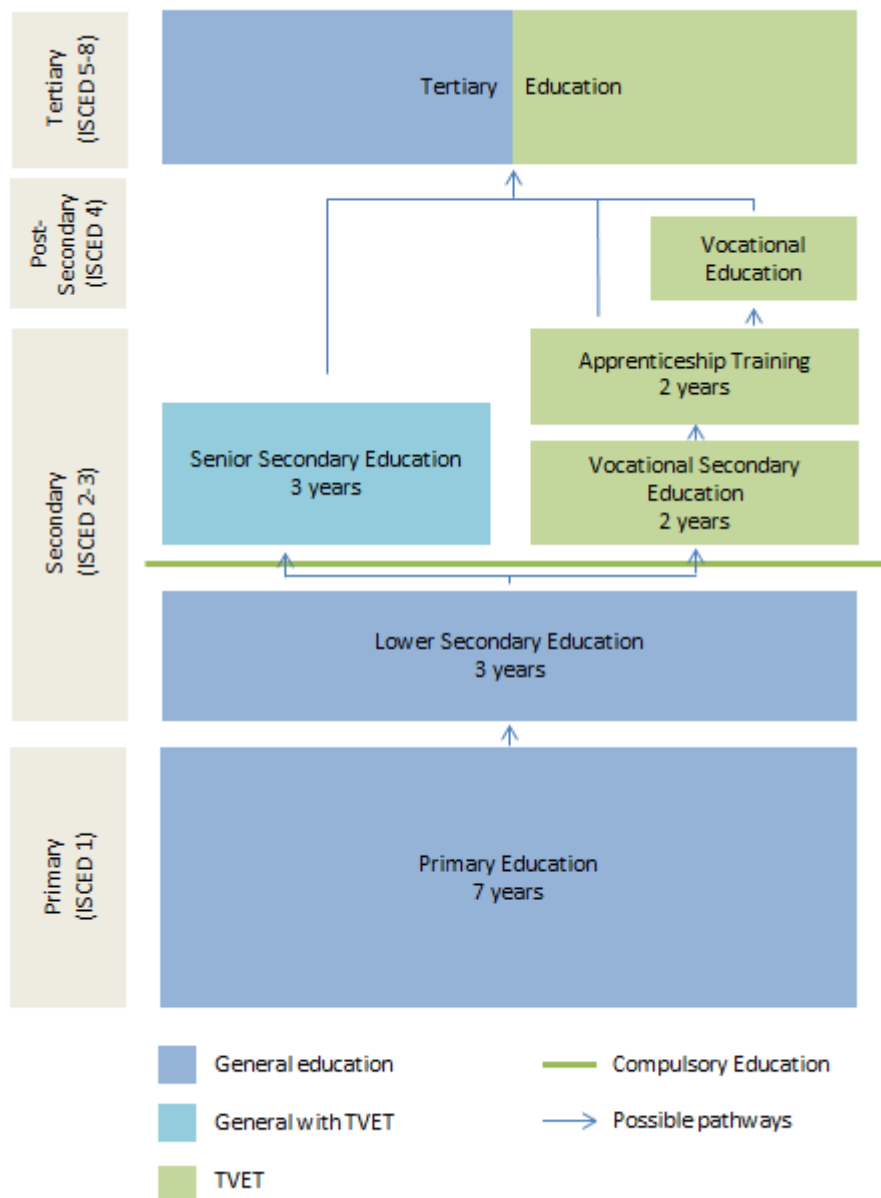 Tertiary
(ISCED 5-8)
Tertiary Education
Post-
Secondary
(ISCED 4)
Vocational
Education
Secondary
(ISCED 2-3)
Apprenticeship Training
2 years
Senior Secondary Education
3 years
Vocational Secondary
Education
2 years
Lower Secondary Education
3 years
Primary
(ISCED 1)
Primary Education
7 years
General education
Compulsory Education
General with TVET
Possible pathways
TVET